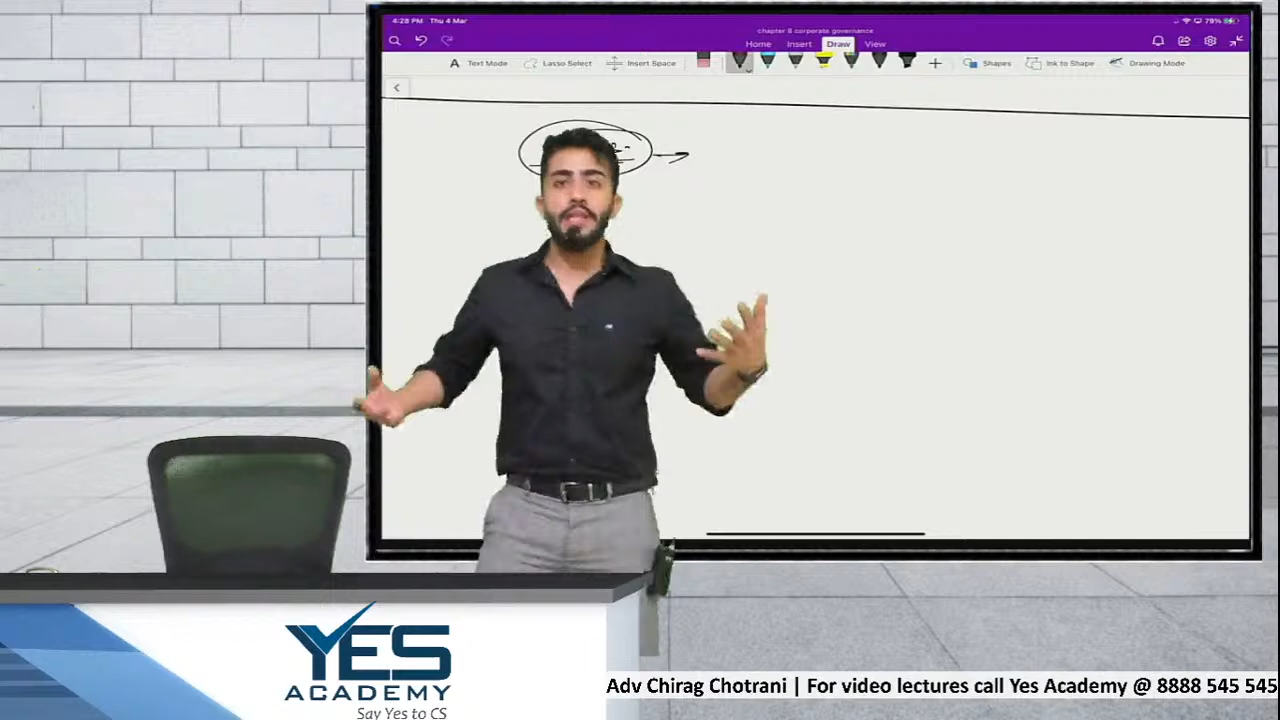 4:28 PM Thu 4 Mar
79%
chapter 8 corporate governance
Home Insert Draw View
Text Mode Lasso Select Insert Space Shapes Ink to Shape Drawing Mode
YES
ACADEMY
Say Yes to CS
Adv Chirag Chotrani | For video lectures call Yes Academy @ 8888 545 545